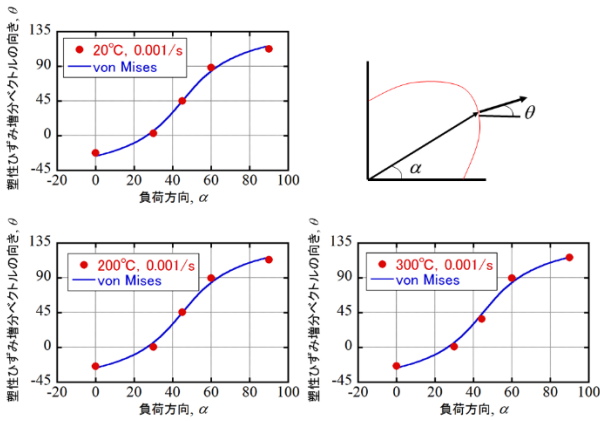 塑性ひずみ増分ベクトルの向き, θ
135
90
45
0
-45
20℃, 0.001/s
von Mises
-20 0 20 40 60 80 100
負荷方向, α
α
θ
塑性ひずみ増分ベクトルの向き, θ
135
90
45
0
-45
200℃, 0.001/s
von Mises
-20 0 20 40 60 80 100
負荷方向, α
塑性ひずみ増分ベクトルの向き, θ
135
90
45
0
-45
300℃, 0.001/s
von Mises
-20 0 20 40 60 80 100
負荷方向, α